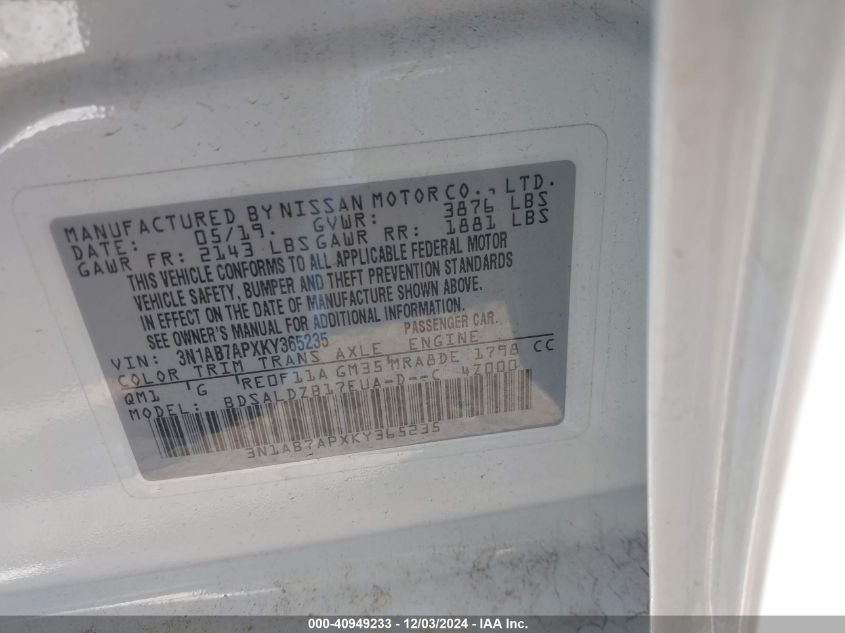 MANUFACTURED BY NISSAN MOTOR CO., LTD.
DATE: 05/19. GVWR: 3876 LBS
GAWR FR: 2143 LBS GAWR RR: 1881 LBS
THIS VEHICLE CONFORMS TO ALL APPLICABLE FEDERAL MOTOR
VEHICLE SAFETY, BUMPER AND THEFT PREVENTION STANDARDS
IN EFFECT ON THE DATE OF MANUFACTURE SHOWN ABOVE.
SEE OWNER'S MANUAL FOR ADDITIONAL INFORMATION.
VIN: 3N1AB7APXKY365235 PASSENGER CAR.
COLOR TRIM TRANS AXLE ENGINE
QM1 G RE0F11A GM35 MRA8DE 1798 CC
MODEL: BDSALDZB17EUA-D--C 4Z000
3N1AB7APXKY365235
000-40949233 - 12/03/2024 - IAA Inc.